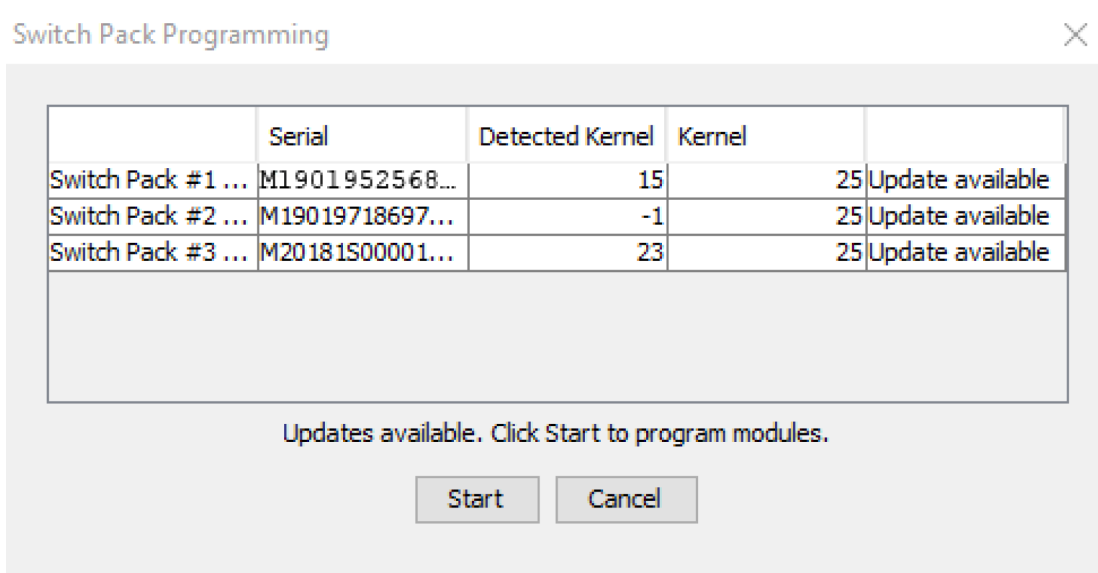 Switch Pack Programming
Serial Detected Kernel Kernel
Switch Pack #1 ... M1901952568... 15 25 Update available
Switch Pack #2 ... M19019718697... -1 25 Update available
Switch Pack #3 ... M20181S00001... 23 25 Update available
Updates available. Click Start to program modules.
Start Cancel